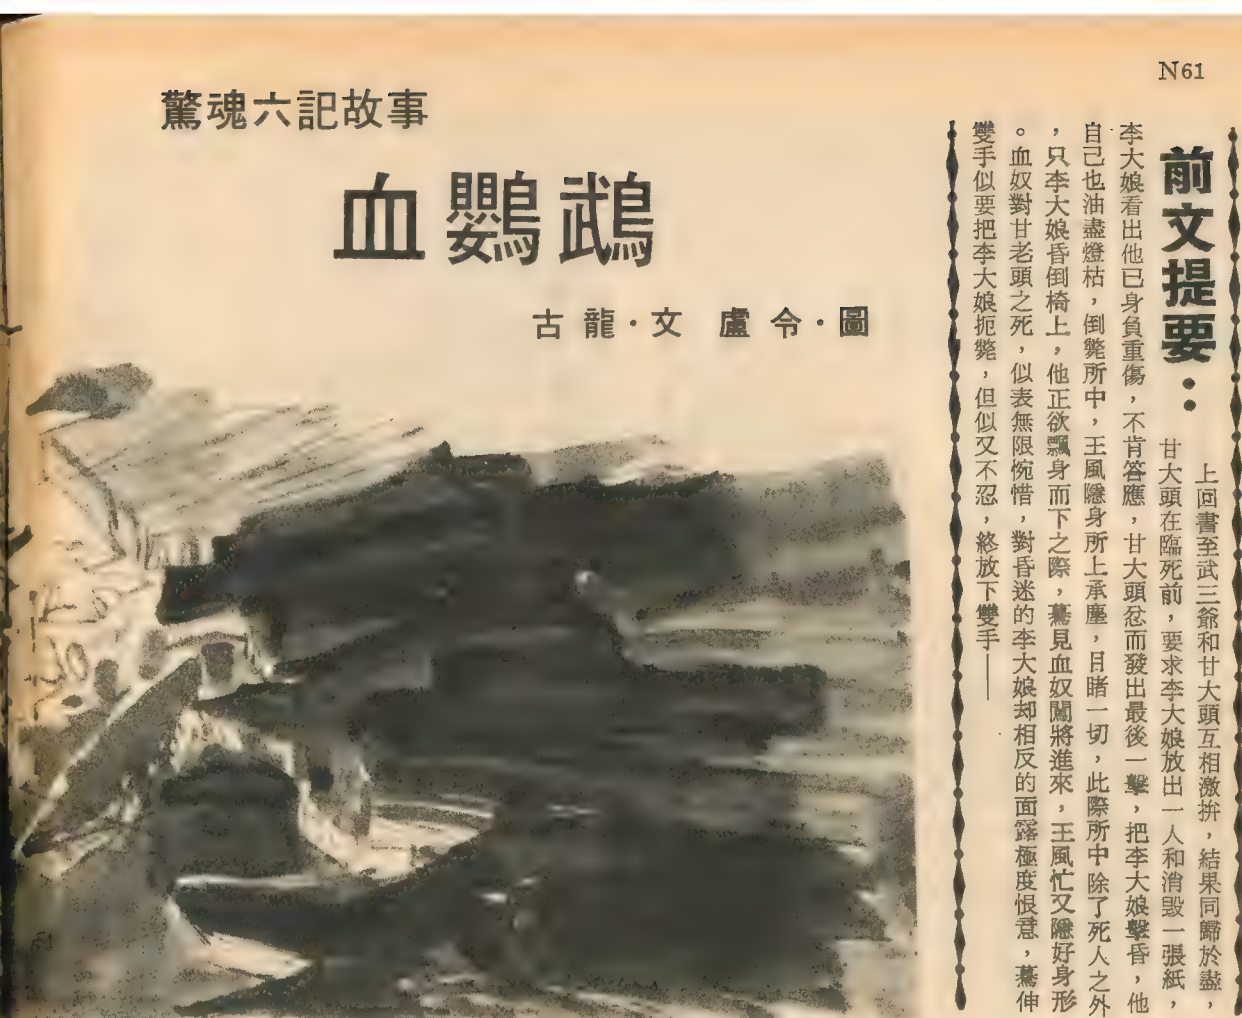 N61
驚魂六記故事
血鸚鵡
古龍·文 盧令·圖
前文提要：
上回書至武三爺和甘大頭互相激拚，結果同歸於盡，
甘大頭在臨死前，要求李大娘放出一人和消毀一張紙，
李大娘看出他已身負重傷，不肯答應，甘大頭忿而發出最後一擊，把李大娘擊昏，他
自己也油盡燈枯，倒斃所中，王風隱身所上承塵，目睹一切，此際所中除了死人之外
，只李大娘昏倒椅上，他正欲飄身而下之際，驀見血奴闖將進來，王風忙又隱好身形
。血奴對甘老頭之死，似表無限惋惜，對昏迷的李大娘却相反的面露極度恨意，驀伸
雙手似要把李大娘扼斃，但似又不忍，終放下雙手——